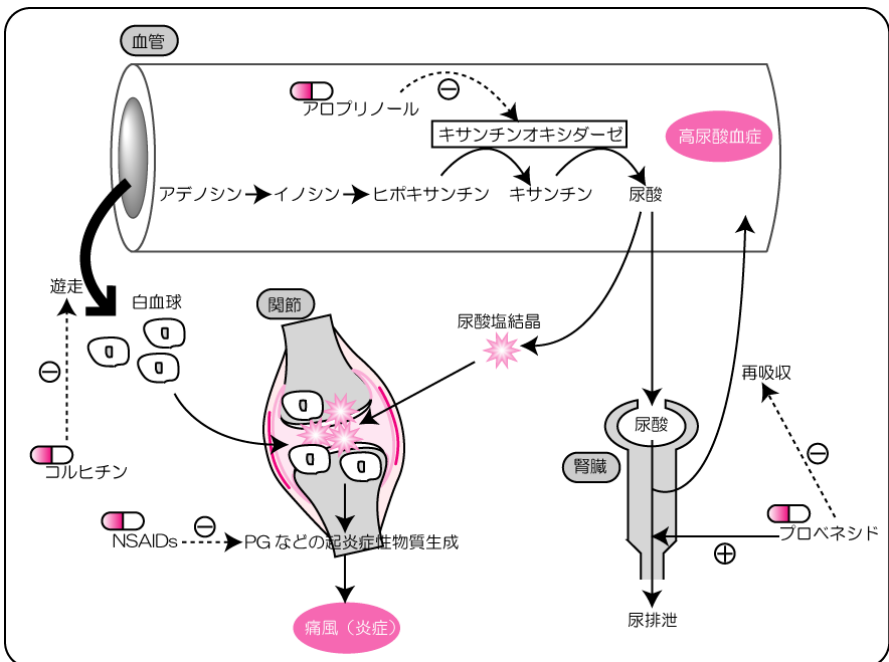 血管
アロプリノール
⊖
キサンチンオキシダーゼ
高尿酸血症
アデノシン→イノシン→ヒポキサンチン
キサンチン
尿酸
遊走
白血球
関節
尿酸塩結晶
⊖
再吸収
尿酸
コルヒチン
腎臓
⊖
NSAIDs
⊖
PGなどの起炎症性物質生成
プロベネシド
⊕
痛風(炎症)
尿排泄